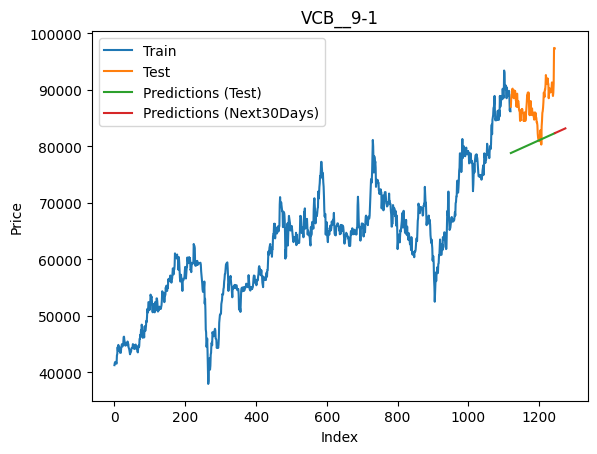 VCB__9-1
Train
Test
Predictions (Test)
Predictions (Next30Days)
Price
100000
90000
80000
70000
60000
50000
40000
0 200 400 600 800 1000 1200
Index